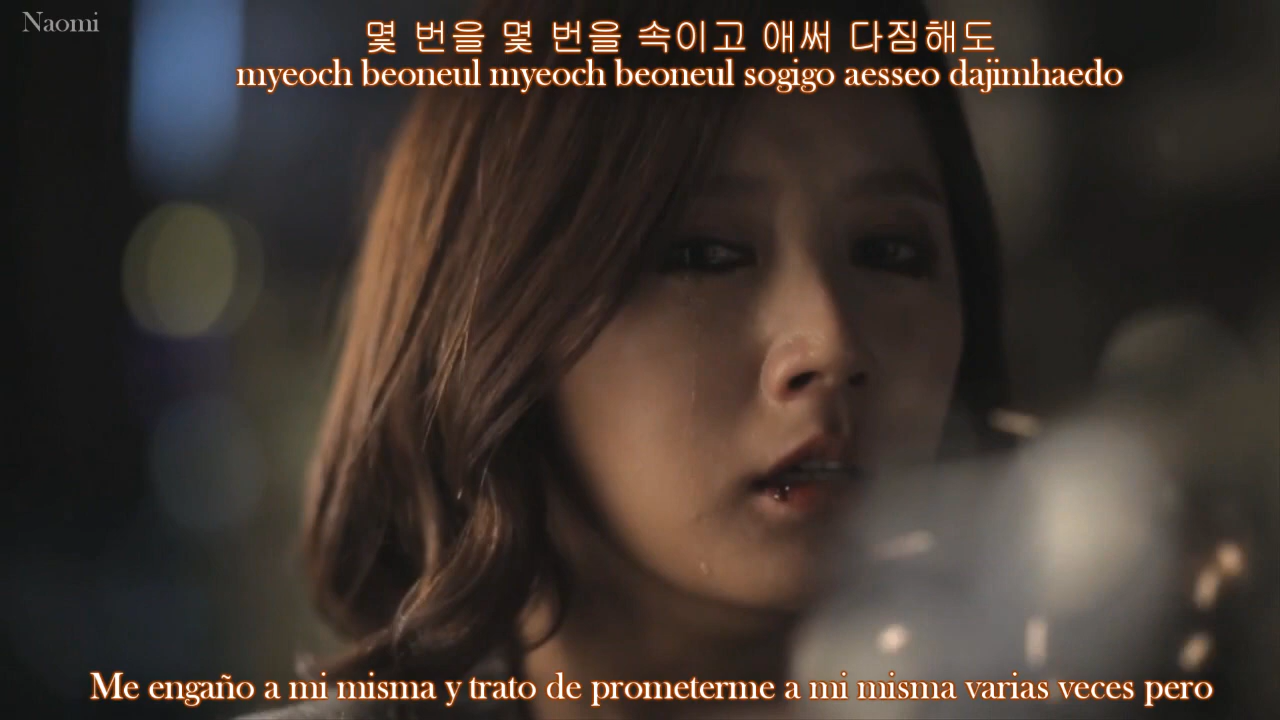 Naomi
몇 번을 몇 번을 속이고 애써 다짐해도
myeoch beoneul myeoch beoneul sogigo aesseo dajimhaedo
Me engaño a mi misma y trato de prometerme a mi misma varias veces pero